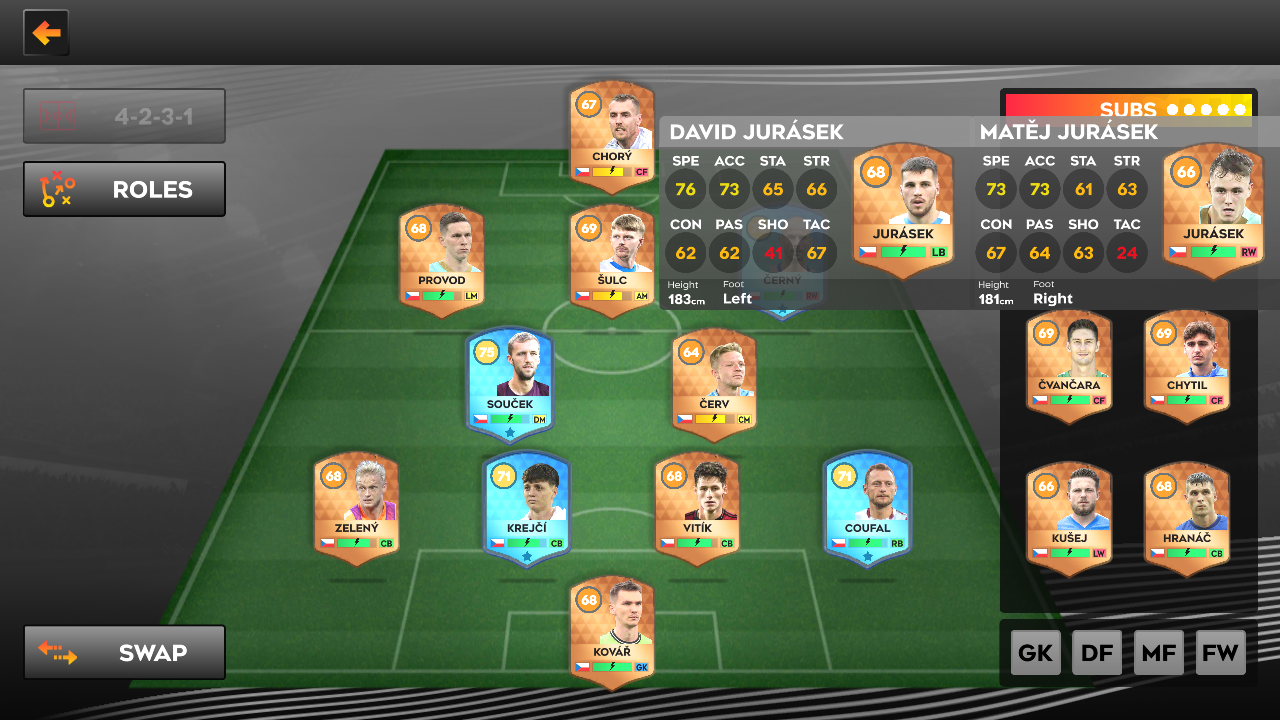 4-2-3-1
ROLES
SWAP
67
CHORÝ
CF
68
PROVOD
LM
69
ŠULC
AM
ČERNÝ
RW
75
SOUČEK
DM
64
ČERV
CM
68
ZELENÝ
CB
71
KREJČÍ
CB
68
VITÍK
CB
71
COUFAL
RB
68
KOVÁŘ
GK
SUBS
DAVID JURÁSEK
SPE ACC STA STR
76 73 65 66
CON PAS SHO TAC
62 62 41 67
Height Foot
183cm Left
68
JURÁSEK
LB
MATĚJ JURÁSEK
SPE ACC STA STR
73 73 61 63
CON PAS SHO TAC
67 64 63 24
Height Foot
181cm Right
66
JURÁSEK
RW
69
ČVANČARA
CF
69
CHYTIL
CF
66
KUŠEJ
LW
68
HRANÁČ
CB
GK DF MF FW